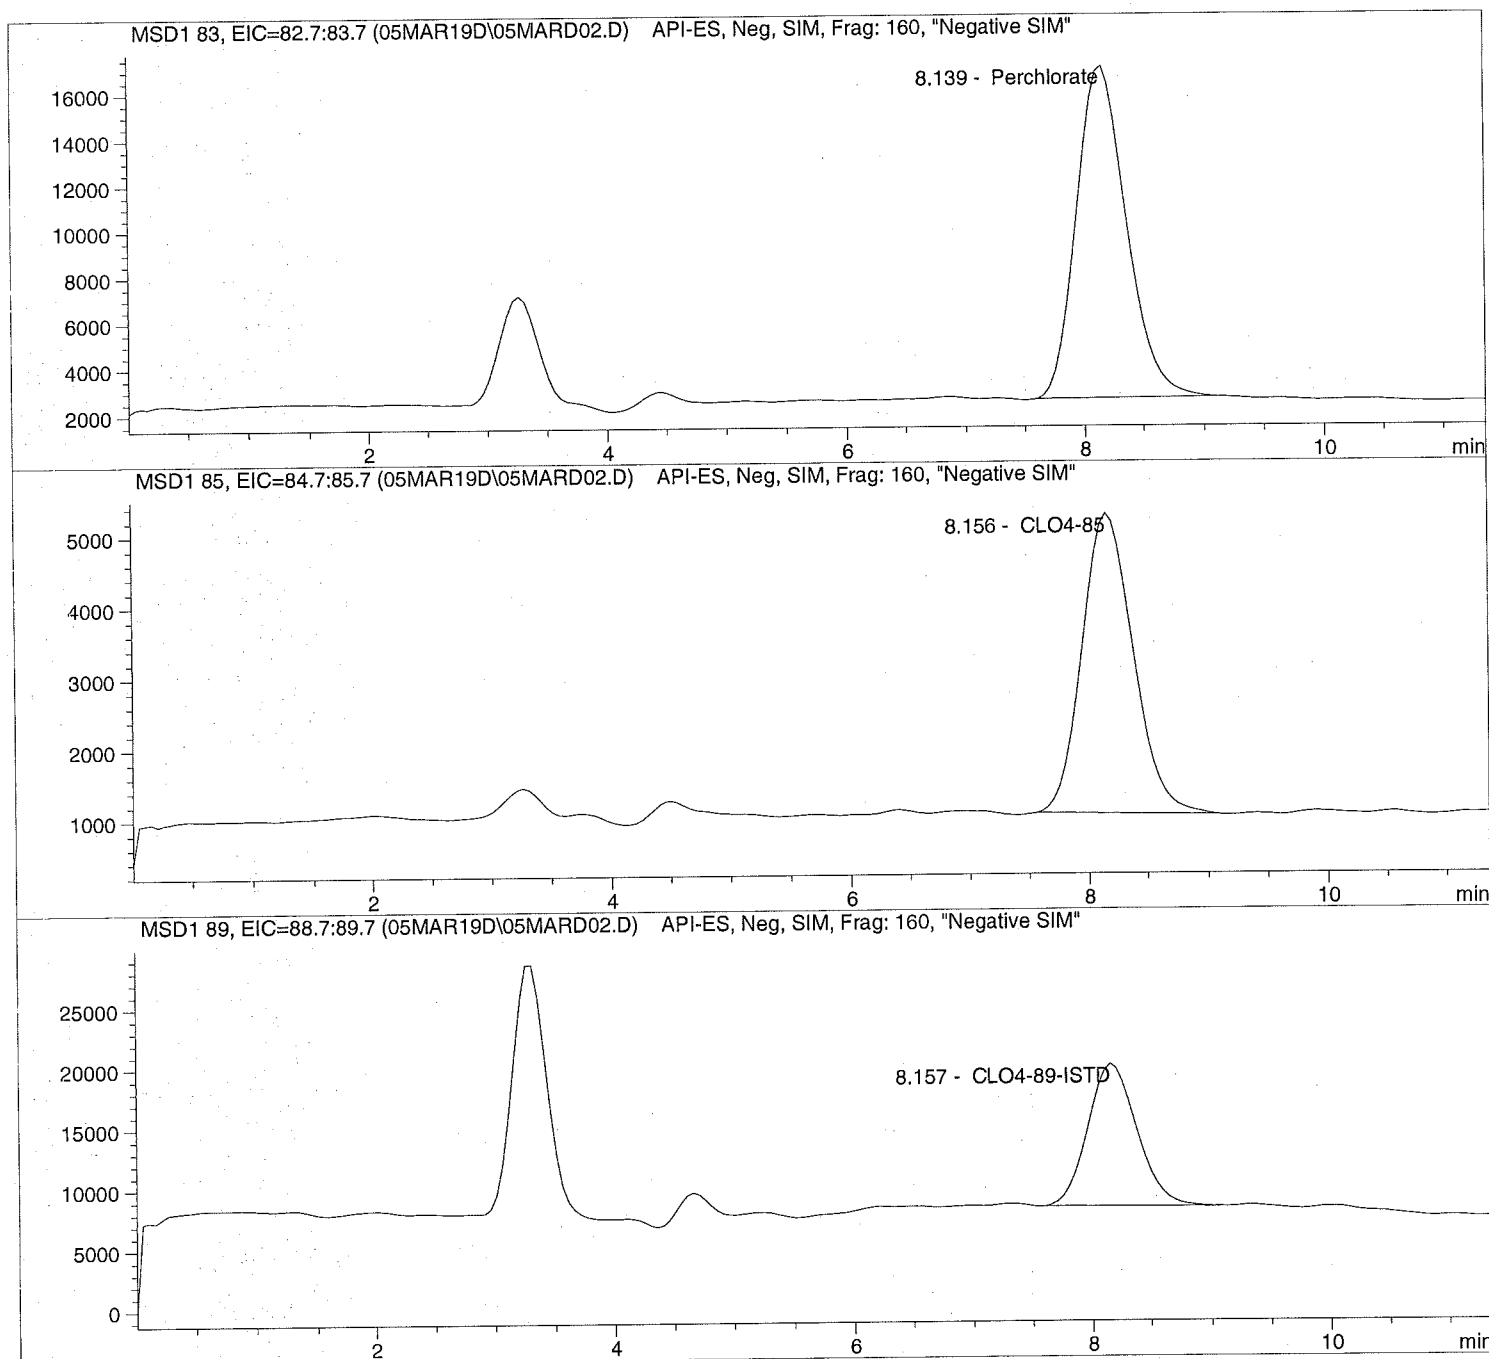 MSD1 83, EIC=82.7:83.7 (05MAR19D\05MARD02.D) API-ES, Neg, SIM, Frag: 160, "Negative SIM"
8.139 - Perchlorate
16000
14000
12000
10000
8000
6000
4000
2000
2 4 6 8 10 min
MSD1 85, EIC=84.7:85.7 (05MAR19D\05MARD02.D) API-ES, Neg, SIM, Frag: 160, "Negative SIM"
8.156 - CLO4-85
5000
4000
3000
2000
1000
2 4 6 8 10 min
MSD1 89, EIC=88.7:89.7 (05MAR19D\05MARD02.D) API-ES, Neg, SIM, Frag: 160, "Negative SIM"
8.157 - CLO4-89-ISTD
25000
20000
15000
10000
5000
0
2 4 6 8 10 min